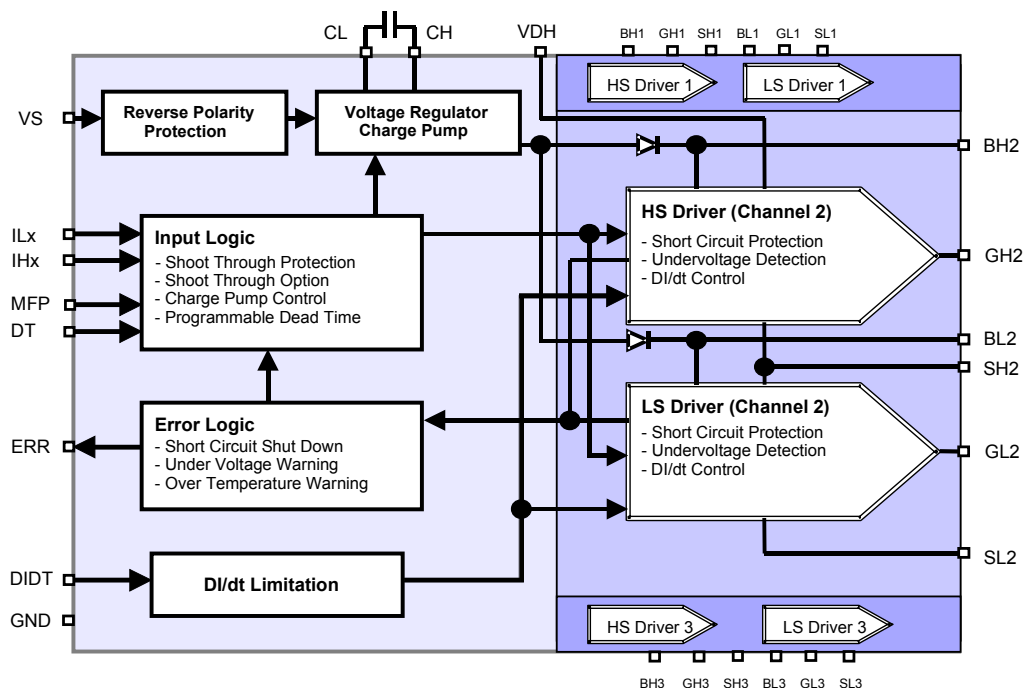 CL CH VDH
BH1 GH1 SH1 BL1 GL1 SL1
HS Driver 1 LS Driver 1
VS
Reverse Polarity
Protection
Voltage Regulator
Charge Pump
BH2
HS Driver (Channel 2)
- Short Circuit Protection
- Undervoltage Detection
- DI/dt Control
GH2
ILx
IHx
MFP
DT
Input Logic
- Shoot Through Protection
- Shoot Through Option
- Charge Pump Control
- Programmable Dead Time
BL2
SH2
LS Driver (Channel 2)
- Short Circuit Protection
- Undervoltage Detection
- DI/dt Control
GL2
ERR
Error Logic
- Short Circuit Shut Down
- Under Voltage Warning
- Over Temperature Warning
SL2
DIDT
DI/dt Limitation
GND
HS Driver 3 LS Driver 3
BH3 GH3 SH3 BL3 GL3 SL3